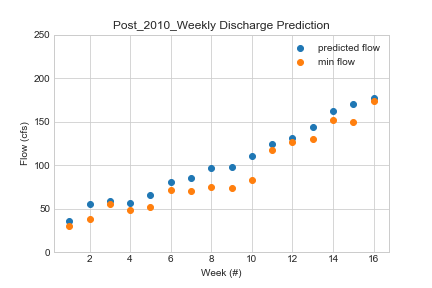 Post_2010_Weekly Discharge Prediction
250
200
150
100
50
0
Flow (cfs)
predicted flow
min flow
2 4 6 8 10 12 14 16
Week (#)